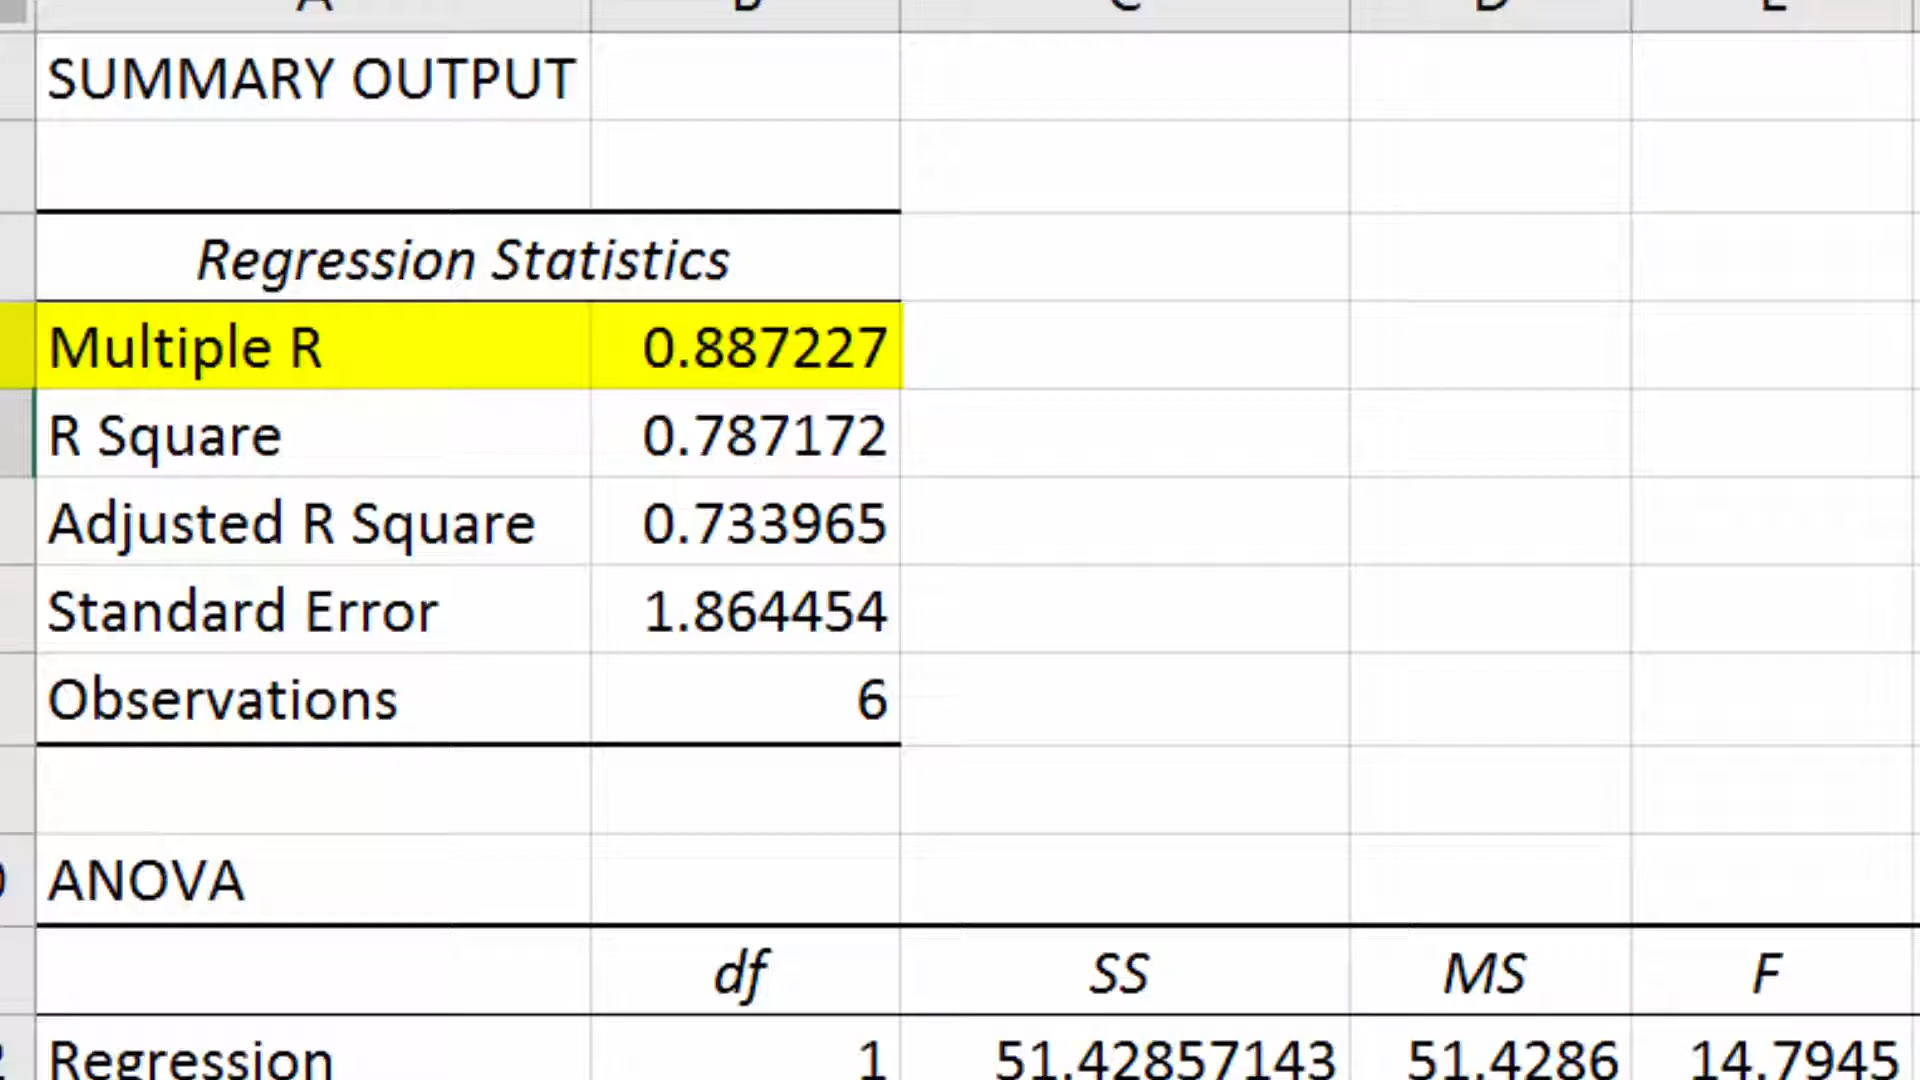 A B C D E
SUMMARY OUTPUT
Regression Statistics
Multiple R 0.887227
R Square 0.787172
Adjusted R Square 0.733965
Standard Error 1.864454
Observations 6
ANOVA
df SS MS F
Regression 1 51.42857143 51.4286 14.7945